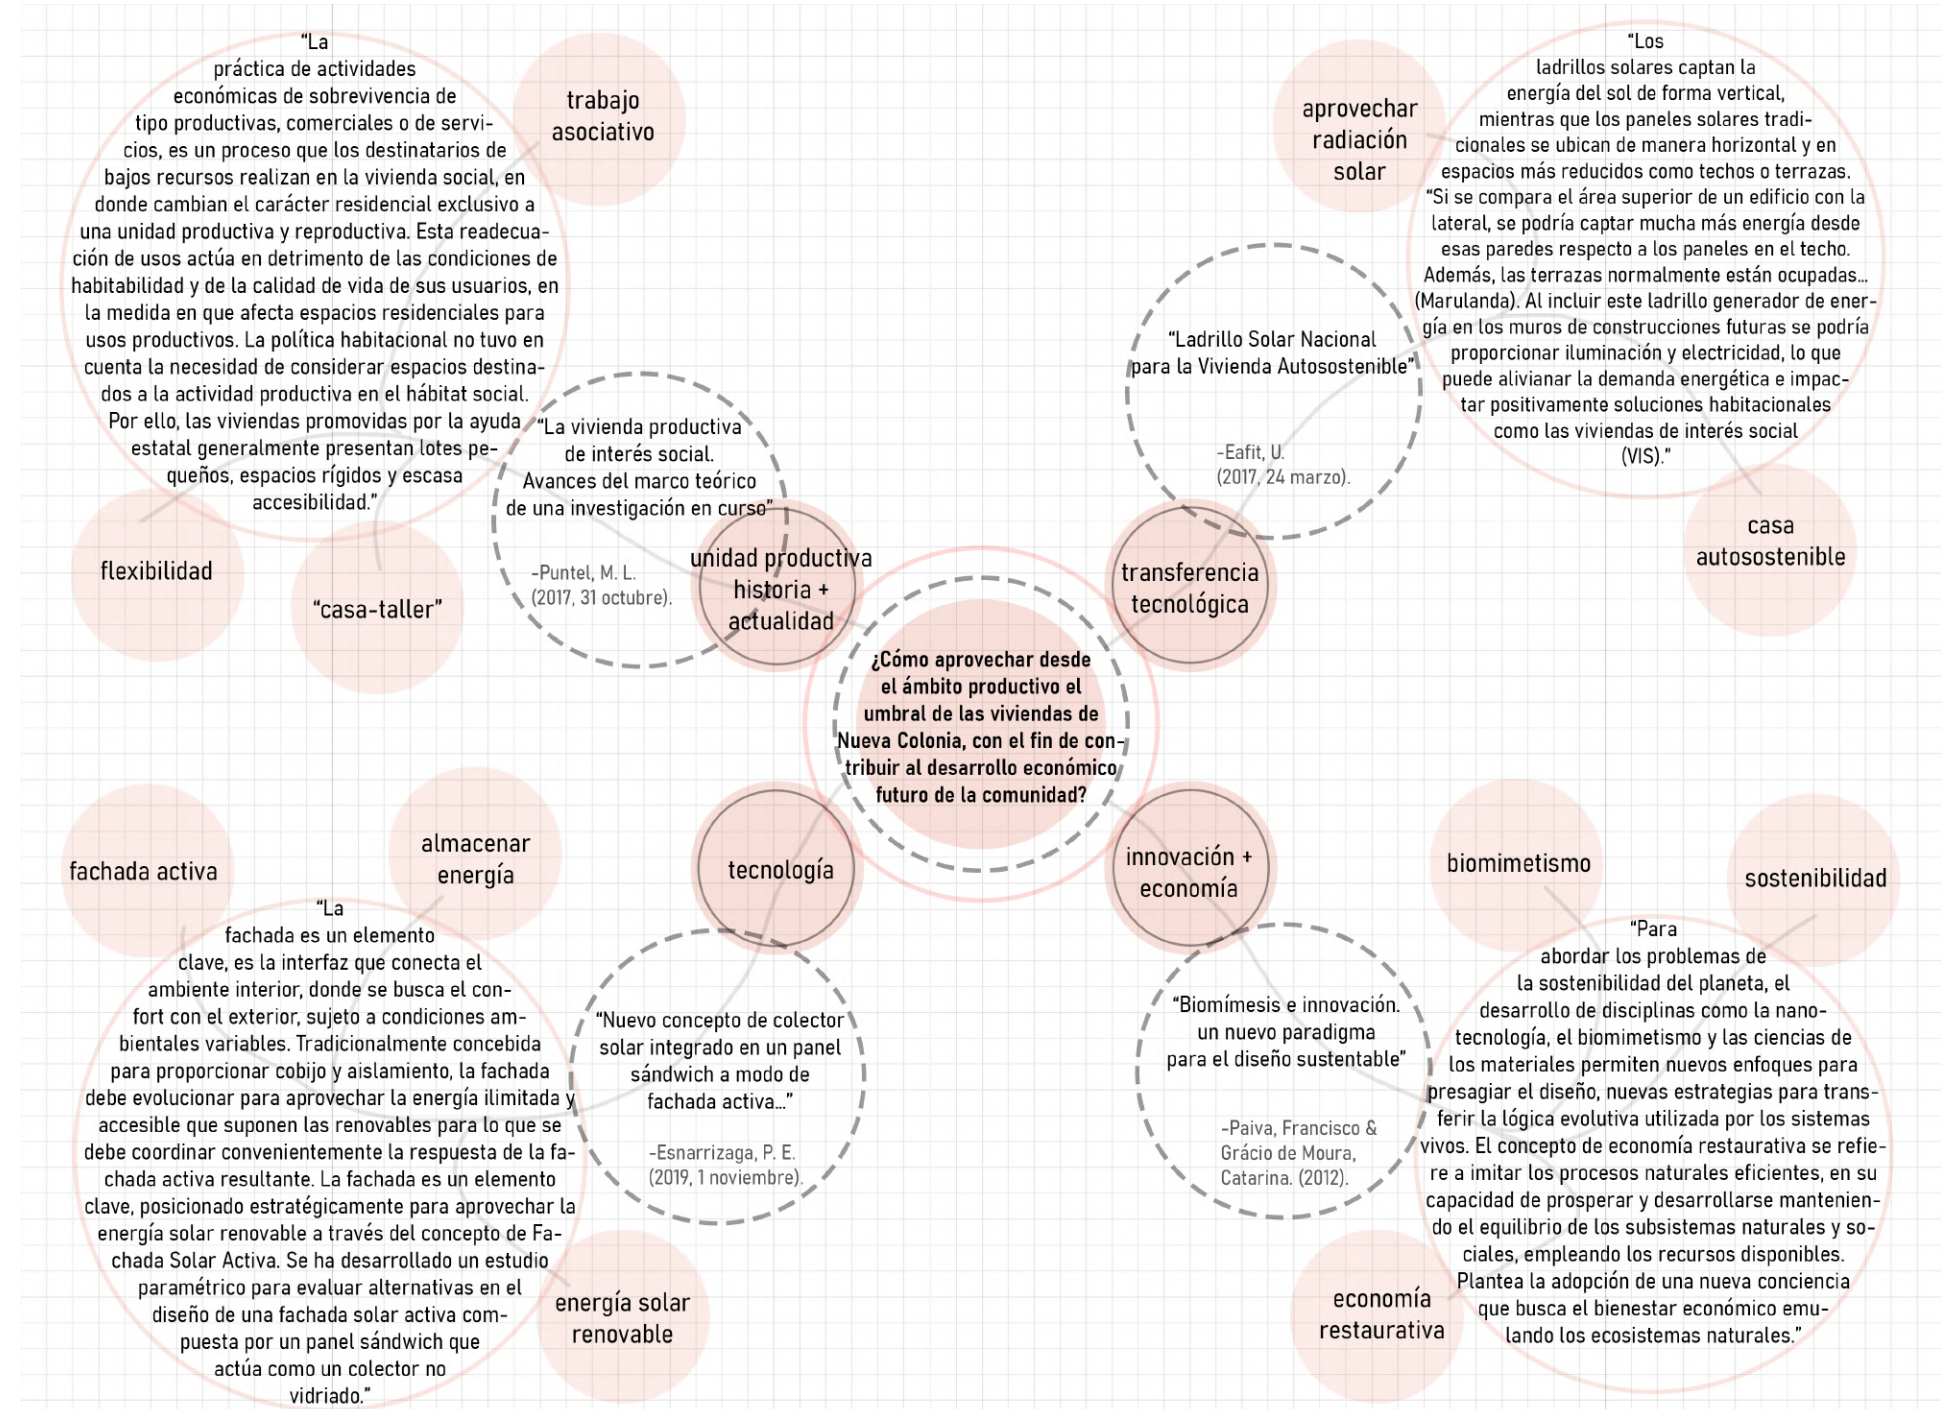 “La
práctica de actividades
económicas de sobrevivencia de
tipo productivas, comerciales o de servi-
cios, es un proceso que los destinatarios de
bajos recursos realizan en la vivienda social, en
donde cambian el carácter residencial exclusivo a
una unidad productiva y reproductiva. Esta readecua-
ción de usos actúa en detrimento de las condiciones de
habitabilidad y de la calidad de vida de sus usuarios, en
la medida en que afecta espacios residenciales para
usos productivos. La política habitacional no tuvo en
cuenta la necesidad de considerar espacios destina-
dos a la actividad productiva en el hábitat social.
Por ello, las viviendas promovidas por la ayuda
estatal generalmente presentan lotes pe-
queños, espacios rígidos y escasa
accesibilidad.”
trabajo
asociativo
flexibilidad
“casa-taller”
“La vivienda productiva
de interés social.
Avances del marco teórico
de una investigación en curso”
-Puntel, M. L.
(2017, 31 octubre).
unidad productiva
historia +
actualidad
aprovechar
radiación
solar
“Los
ladrillos solares captan la
energía del sol de forma vertical,
mientras que los paneles solares tradi-
cionales se ubican de manera horizontal y en
espacios más reducidos como techos o terrazas.
“Si se compara el área superior de un edificio con la
lateral, se podría captar mucha más energía desde
esas paredes respecto a los paneles en el techo.
Además, las terrazas normalmente están ocupadas...
(Marulanda). Al incluir este ladrillo generador de ener-
gía en los muros de construcciones futuras se podría
proporcionar iluminación y electricidad, lo que
puede alivianar la demanda energética e impac-
tar positivamente soluciones habitacionales
como las viviendas de interés social
(VIS).”
“Ladrillo Solar Nacional
para la Vivienda Autosostenible”
-Eafit, U.
(2017, 24 marzo).
casa
autosostenible
transferencia
tecnológica
¿Cómo aprovechar desde
el ámbito productivo el
umbral de las viviendas de
Nueva Colonia, con el fin de con-
tribuir al desarrollo económico
futuro de la comunidad?
tecnología
innovación +
economía
fachada activa
almacenar
energía
“La
fachada es un elemento
clave, es la interfaz que conecta el
ambiente interior, donde se busca el con-
fort con el exterior, sujeto a condiciones am-
bientales variables. Tradicionalmente concebida
para proporcionar cobijo y aislamiento, la fachada
debe evolucionar para aprovechar la energía ilimitada y
accesible que suponen las renovables para lo que se
debe coordinar convenientemente la respuesta de la fa-
chada activa resultante. La fachada es un elemento
clave, posicionado estratégicamente para aprovechar la
energía solar renovable a través del concepto de Fa-
chada Solar Activa. Se ha desarrollado un estudio
paramétrico para evaluar alternativas en el
diseño de una fachada solar activa com-
puesta por un panel sándwich que
actúa como un colector no
vidriado.”
“Nuevo concepto de colector
solar integrado en un panel
sándwich a modo de
fachada activa...”
-Esnarrizaga, P. E.
(2019, 1 noviembre).
energía solar
renovable
biomimetismo
sostenibilidad
“Biomímesis e innovación.
un nuevo paradigma
para el diseño sustentable”
-Paiva, Francisco &
Grácio de Moura,
Catarina. (2012).
“Para
abordar los problemas de
la sostenibilidad del planeta, el
desarrollo de disciplinas como la nano-
tecnología, el biomimetismo y las ciencias de
los materiales permiten nuevos enfoques para
presagiar el diseño, nuevas estrategias para trans-
ferir la lógica evolutiva utilizada por los sistemas
vivos. El concepto de economía restaurativa se refie-
re a imitar los procesos naturales eficientes, en su
capacidad de prosperar y desarrollarse mantenien-
do el equilibrio de los subsistemas naturales y so-
ciales, empleando los recursos disponibles.
Plantea la adopción de una nueva conciencia
que busca el bienestar económico emu-
lando los ecosistemas naturales.”
economía
restaurativa